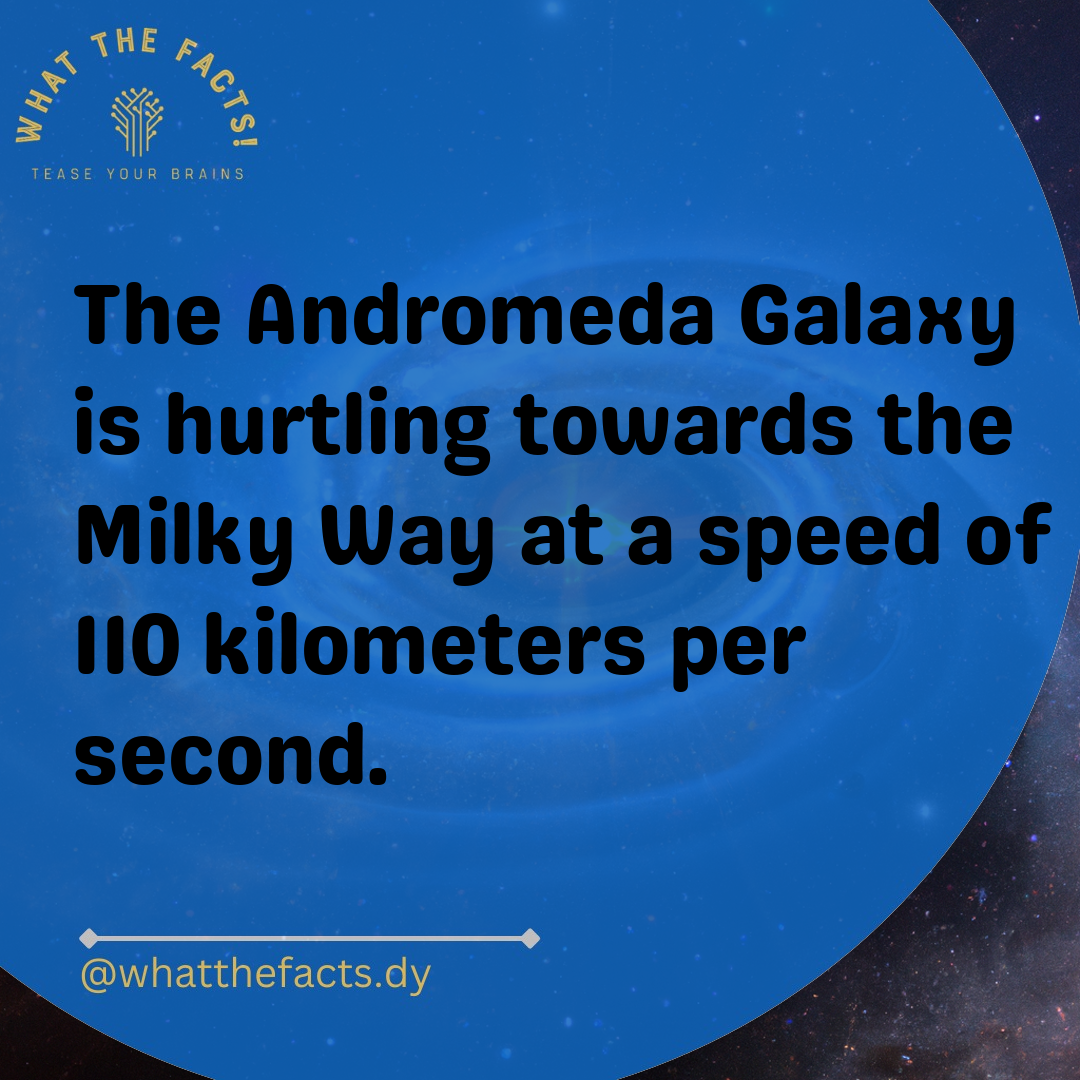 WHAT THE FACTS!
TEASE YOUR BRAINS
The Andromeda Galaxy
is hurtling towards the
Milky Way at a speed of
110 kilometers per
second.
@whatthefacts.dy